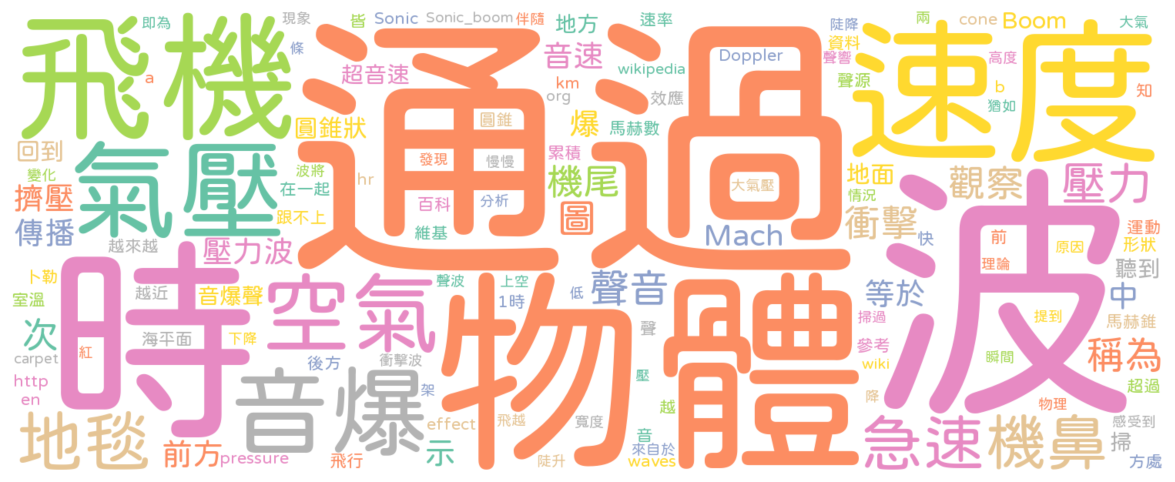 飛機
即為
a
現象
條
通過
Sonic
Sonic_boom
伴隨
皆
超音速
圓錐狀
地方
音速
速率
wikipedia
km
org
效應
爆
馬赫數
Doppler
大氣壓
圓錐
發現
慢慢
百科
分析
維基
累積
機尾
圖
Mach
陡降
資料
聲響
聲源
兩
cone
Boom
大氣
速度
高度
b
猶如
知
地面
情況
觀察
壓力
衝擊
快
前
理論
原因
運動
形狀
聽到
等於
中
波
提到
馬赫錐
掃過
參考
wiki
瞬間
稱為
超過
降
物理
感受到
急速
機鼻
掃
方處
回到
變化
擠壓
傳播
氣壓
波將
在一起
跟不上
hr
越來越
壓力波
卜勒
室溫
越近
音爆聲
次
海平面
下降
carpet
紅
http
en
時
空氣
後方
衝擊波
架
聲波
上空
1時
低
聲音
聲
物體
壓
越
音
來自於
waves
寬度
飛越
effect
陡升
音爆
示
飛行
地毯
前方
pressure